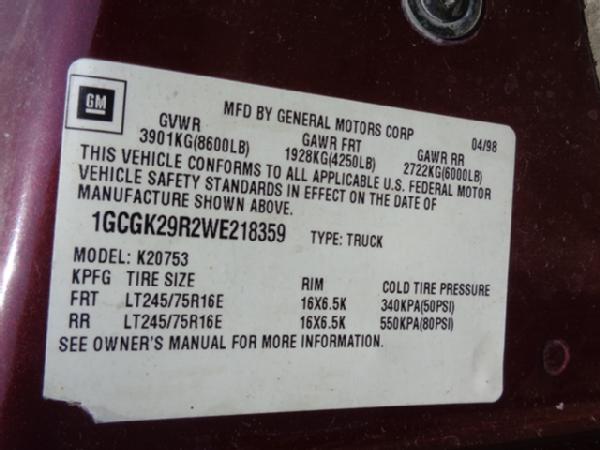 GM
MFD BY GENERAL MOTORS CORP 04/98
GVWR GAWR FRT GAWR RR
3901KG(8600LB) 1928KG(4250LB) 2722KG(6000LB)
THIS VEHICLE CONFORMS TO ALL APPLICABLE U.S. FEDERAL MOTOR
VEHICLE SAFETY STANDARDS IN EFFECT ON THE DATE OF
MANUFACTURE SHOWN ABOVE.
1GCGK29R2WE218359 TYPE: TRUCK
MODEL: K20753
KPFG TIRE SIZE RIM COLD TIRE PRESSURE
FRT LT245/75R16E 16X6.5K 340KPA(50PSI)
RR LT245/75R16E 16X6.5K 550KPA(80PSI)
SEE OWNER'S MANUAL FOR MORE INFORMATION.